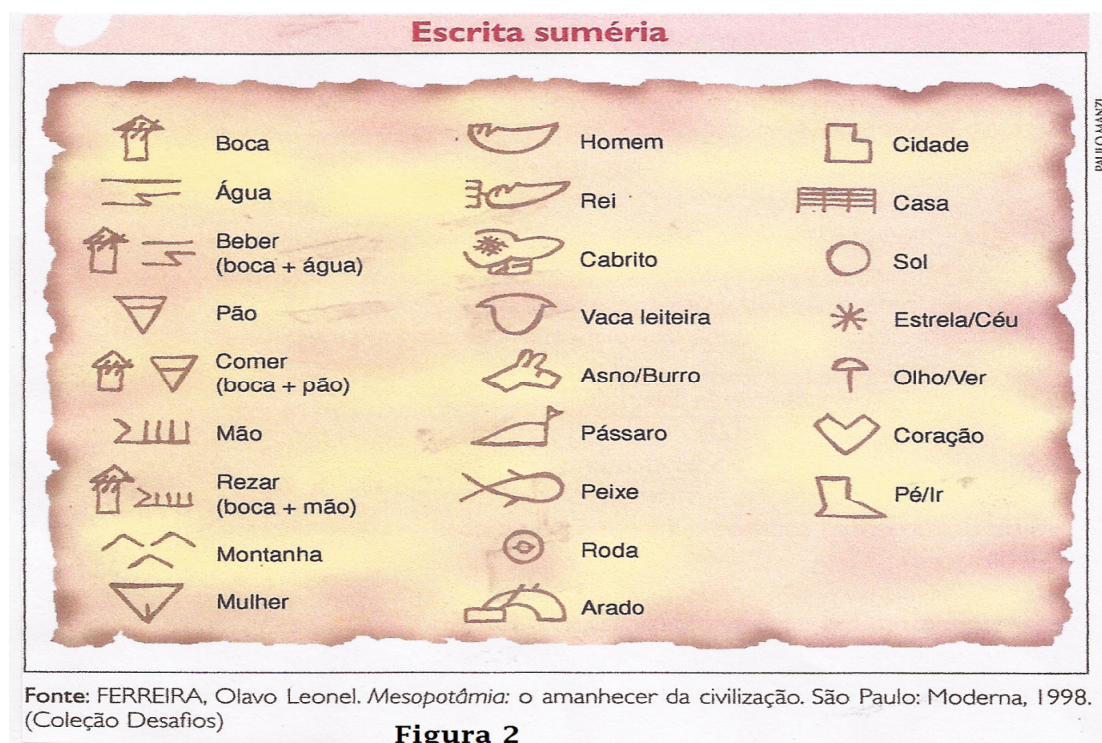 Escrita suméria
Boca
Água
Beber
(boca + água)
Pão
Comer
(boca + pão)
Mão
Rezar
(boca + mão)
Montanha
Mulher
Homem
Rei
Cabrito
Vaca leiteira
Asno/Burro
Pássaro
Peixe
Roda
Arado
Cidade
Casa
Sol
Estrela/Céu
Olho/Ver
Coração
Pé/Ir
PAULO MANZI
Fonte: FERREIRA, Olavo Leonel. Mesopotâmia: o amanhecer da civilização. São Paulo: Moderna, 1998.
(Coleção Desafios)
Figura 2